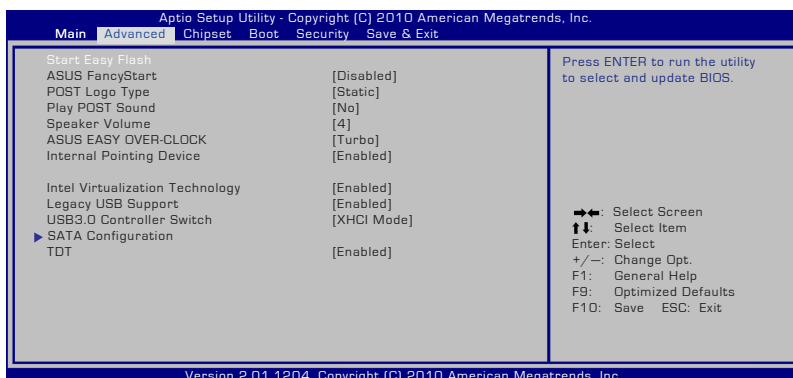 Aptio Setup Utility - Copyright (C) 2010 American Megatrends, Inc.
Main Advanced Chipset Boot Security Save & Exit
Start Easy Flash
ASUS FancyStart [Disabled]
POST Logo Type [Static]
Play POST Sound [No]
Speaker Volume [4]
ASUS EASY OVER-CLOCK [Turbo]
Internal Pointing Device [Enabled]
Intel Virtualization Technology [Enabled]
Legacy USB Support [Enabled]
USB3.0 Controller Switch [XHCI Mode]
SATA Configuration
TDT [Enabled]
Press ENTER to run the utility
to select and update BIOS.
→←: Select Screen
↑↓: Select Item
Enter: Select
+/—: Change Opt.
F1: General Help
F9: Optimized Defaults
F10: Save ESC: Exit
Version 2.01.1204. Copyright (C) 2010 American Megatrends, Inc.